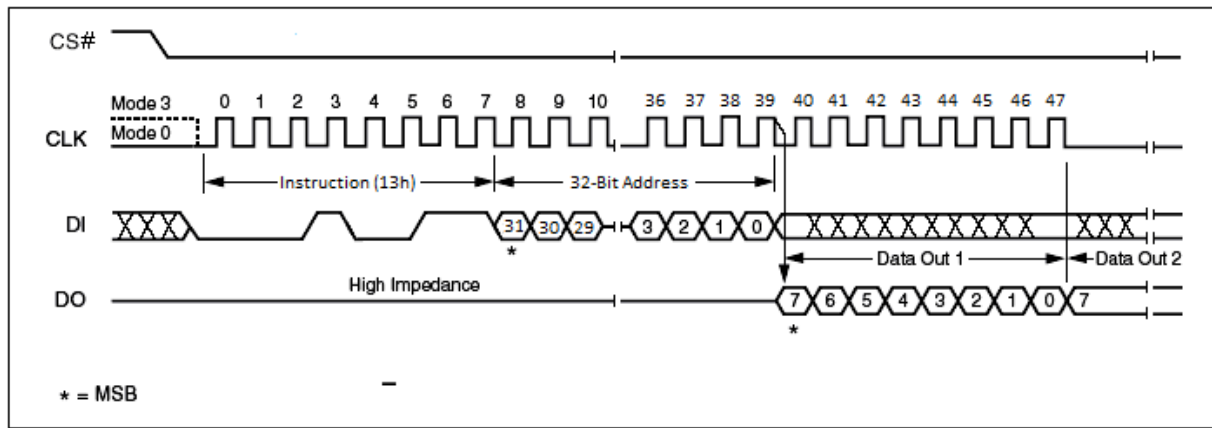 CS#
Mode 3 0 1 2 3 4 5 6 7 8 9 10 36 37 38 39 40 41 42 43 44 45 46 47
CLK Mode 0
Instruction (13h) 32-Bit Address
DI 31 30 29 3 2 1 0
* Data Out 1 Data Out 2
High Impedance
DO 7 6 5 4 3 2 1 0 7
*
* = MSB